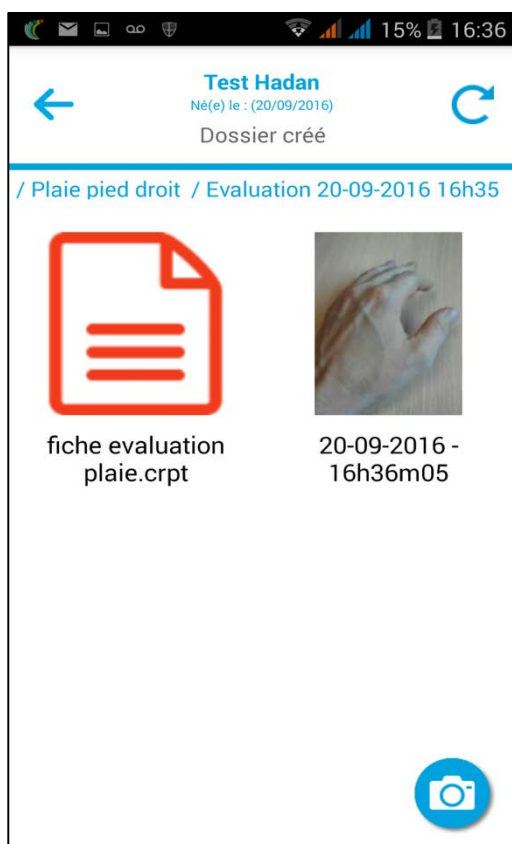 15% 16:36
Test Hadan
Né(e) le : (20/09/2016)
Dossier créé
/ Plaie pied droit / Evaluation 20-09-2016 16h35
fiche evaluation
plaie.crpt
20-09-2016 -
16h36m05